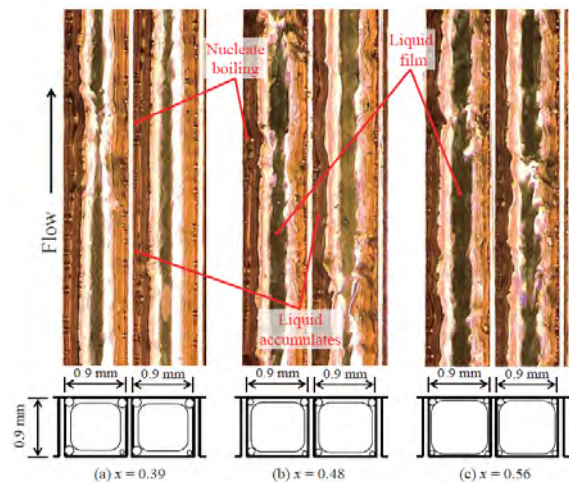 Nucleate
boiling
Liquid
film
Flow
Liquid
accumulates
0.9 mm
0.9 mm
0.9 mm
0.9 mm
0.9 mm
0.9 mm
0.9 mm
(a) x = 0.39
(b) x = 0.48
(c) x = 0.56